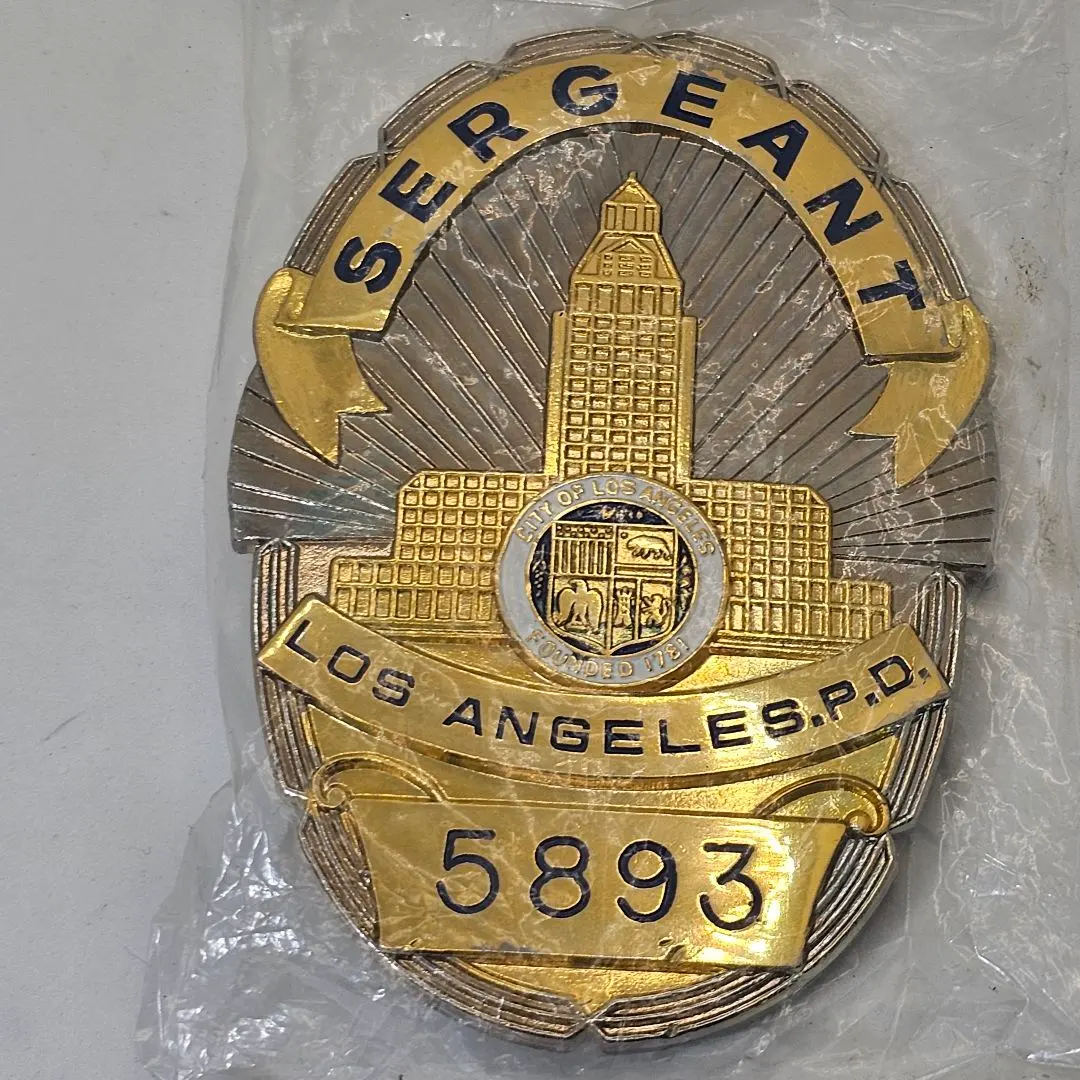 SERGEANT
CITY OF LOS ANGELES
FOUNDED 1781
LOS ANGELES.P.D.
5893